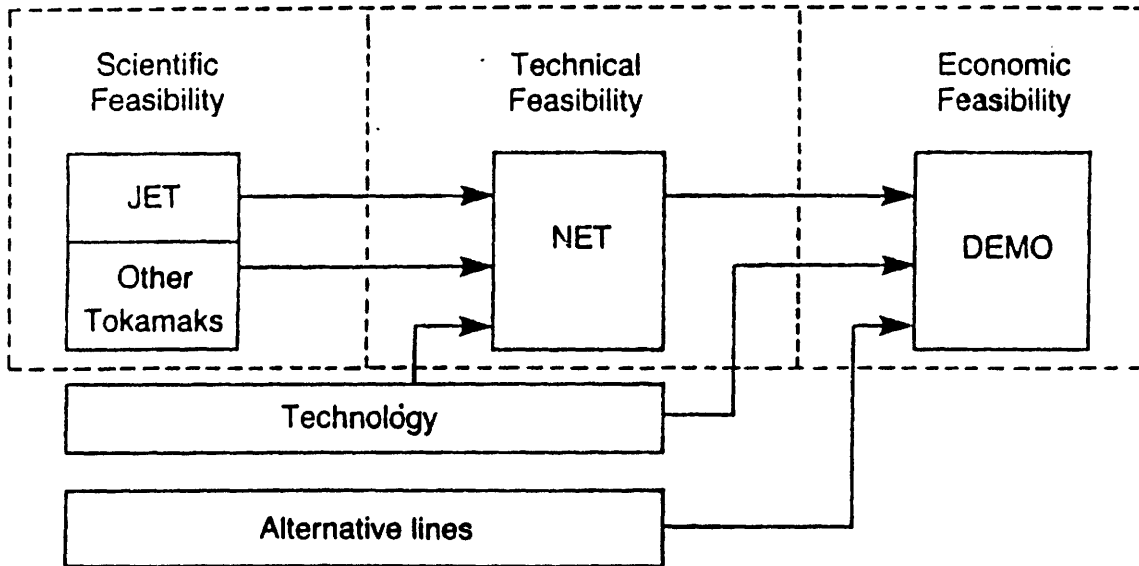 Scientific
Feasibility
Technical
Feasibility
Economic
Feasibility
JET
Other
Tokamaks
NET
DEMO
Technology
Alternative lines